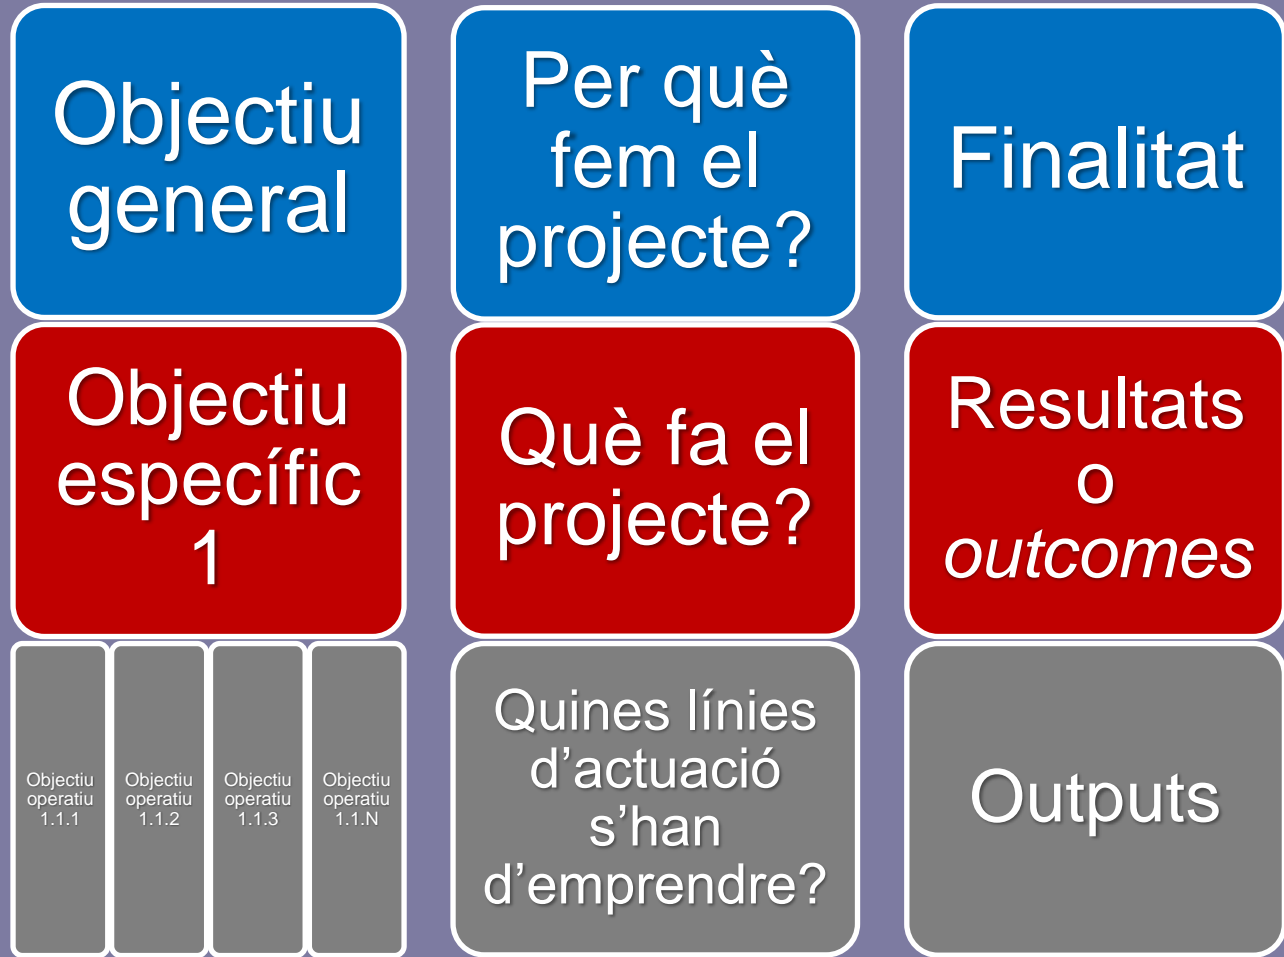 Objectiu
general
Per què
fem el
projecte?
Finalitat
Objectiu
específic
1
Què fa el
projecte?
Resultats
o
outcomes
Objectiu
operatiu
1.1.1
Objectiu
operatiu
1.1.2
Objectiu
operatiu
1.1.3
Objectiu
operatiu
1.1.N
Quines línies
d’actuació
s’han
d’emprendre?
Outputs